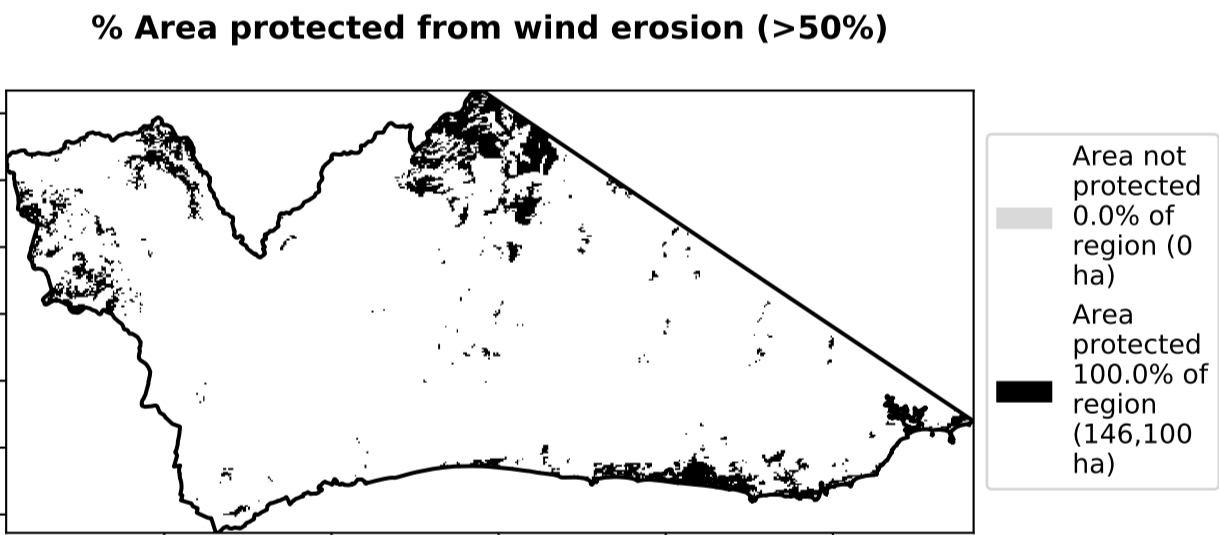 % Area protected from wind erosion (>50%)
Area not
protected
0.0% of
region (0
ha)
Area
protected
100.0% of
region
(146,100
ha)